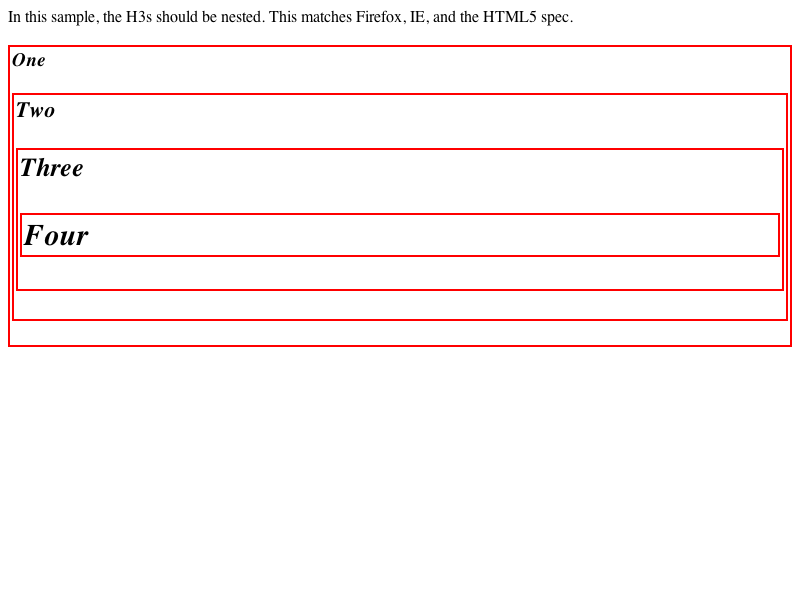 In this sample, the H3s should be nested. This matches Firefox, IE, and the HTML5 spec.
One
Two
Three
Four